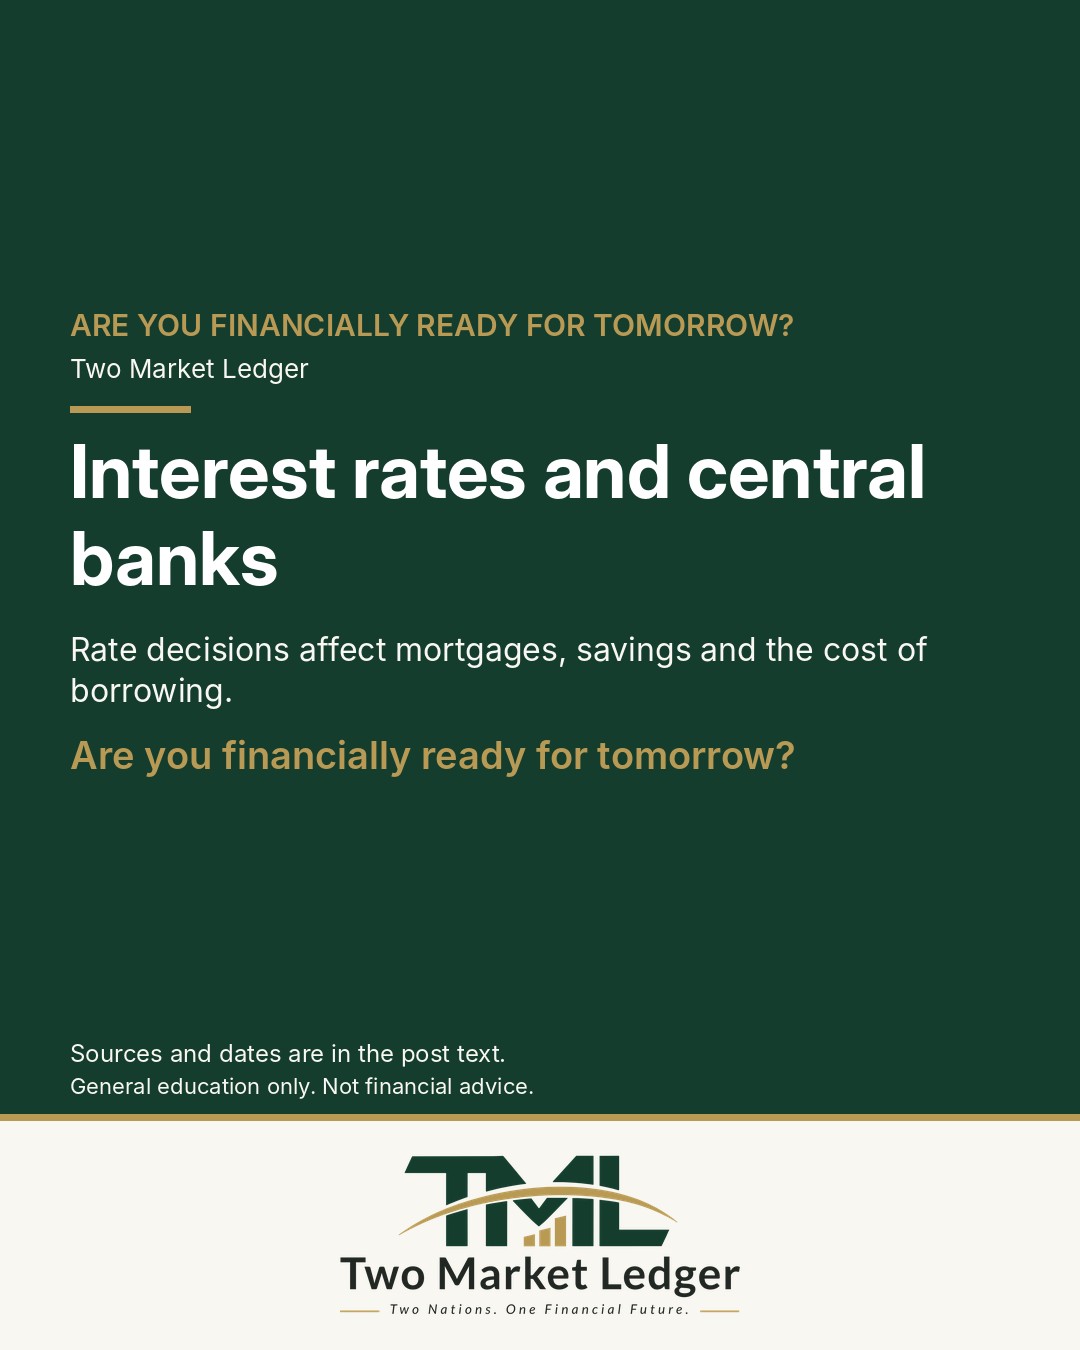 ARE YOU FINANCIALLY READY FOR TOMORROW?
Two Market Ledger
Interest rates and central
banks
Rate decisions affect mortgages, savings and the cost of
borrowing.
Are you financially ready for tomorrow?
Sources and dates are in the post text.
General education only. Not financial advice.
TML
Two Market Ledger
Two Nations. One Financial Future.